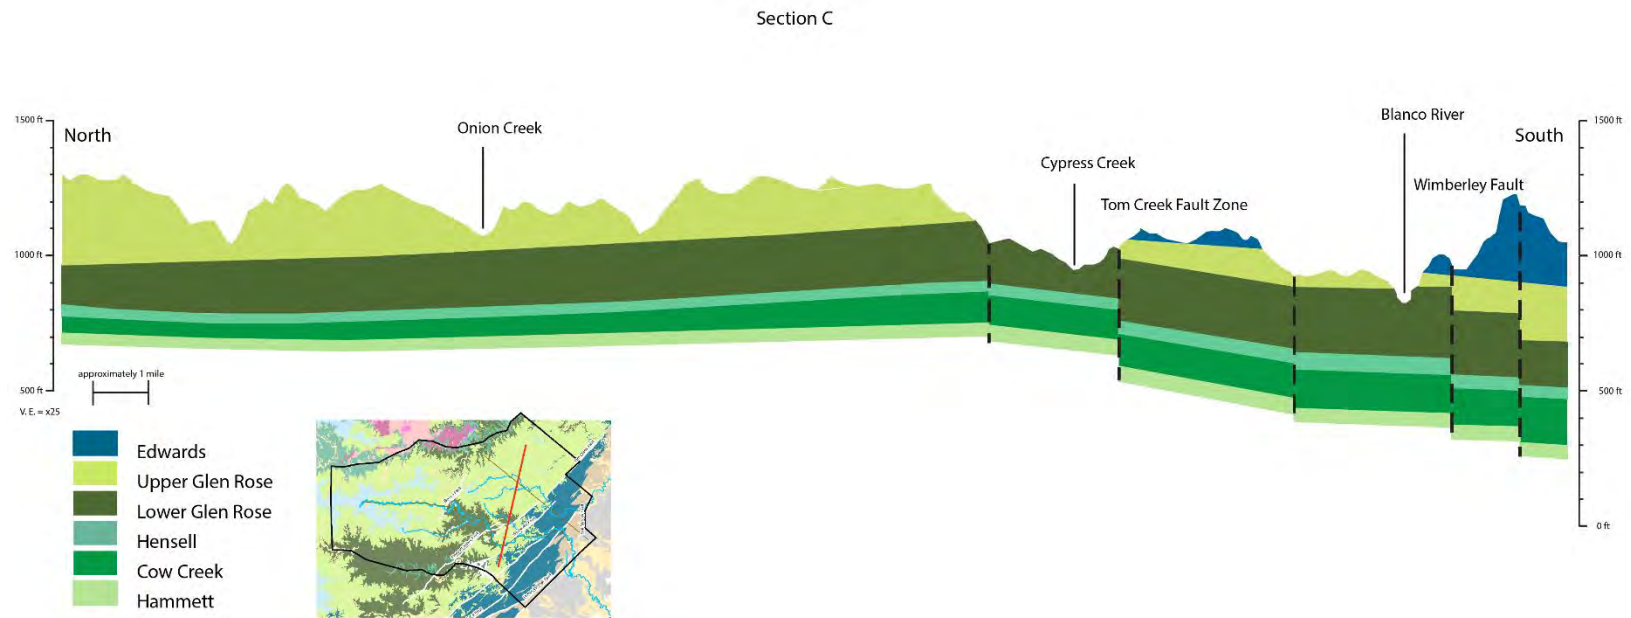 Section C
1500 ft
North
Onion Creek
Cypress Creek
Tom Creek Fault Zone
Blanco River
Wimberley Fault
South
1500 ft
1000 ft
1000 ft
500 ft
500 ft
0 ft
approximately 1 mile
V. E. = x25
Edwards
Upper Glen Rose
Lower Glen Rose
Hensell
Cow Creek
Hammett